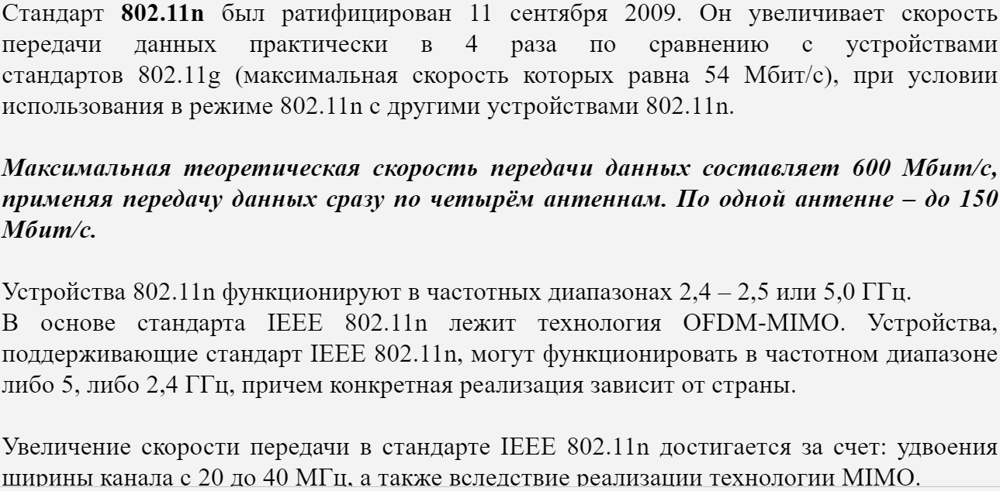 Стандарт 802.11n был ратифицирован 11 сентября 2009. Он увеличивает скорость
передачи данных практически в 4 раза по сравнению с устройствами
стандартов 802.11g (максимальная скорость которых равна 54 Мбит/с), при условии
использования в режиме 802.11n с другими устройствами 802.11n.
Максимальная теоретическая скорость передачи данных составляет 600 Мбит/с,
применяя передачу данных сразу по четырём антеннам. По одной антенне – до 150
Мбит/с.
Устройства 802.11n функционируют в частотных диапазонах 2,4 – 2,5 или 5,0 ГГц.
В основе стандарта IEEE 802.11n лежит технология OFDM-MIMO. Устройства,
поддерживающие стандарт IEEE 802.11n, могут функционировать в частотном диапазоне
либо 5, либо 2,4 ГГц, причем конкретная реализация зависит от страны.
Увеличение скорости передачи в стандарте IEEE 802.11n достигается за счет: удвоения
ширины канала с 20 до 40 МГц, а также вследствие реализации технологии MIMO.